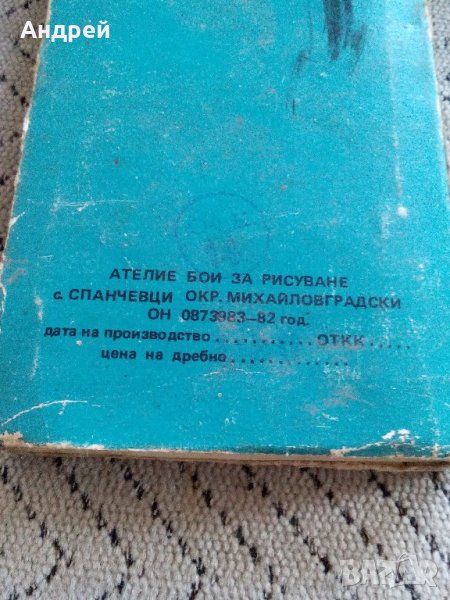 Андрей
АТЕЛИЕ БОИ ЗА РИСУВАНЕ
с. СПАНЧЕВЦИ ОКР. МИХАЙЛОВГРАДСКИ
ОН 0873983—82 год.
дата на производство............ОТКК.....
цена на дребно..............
BAZAR